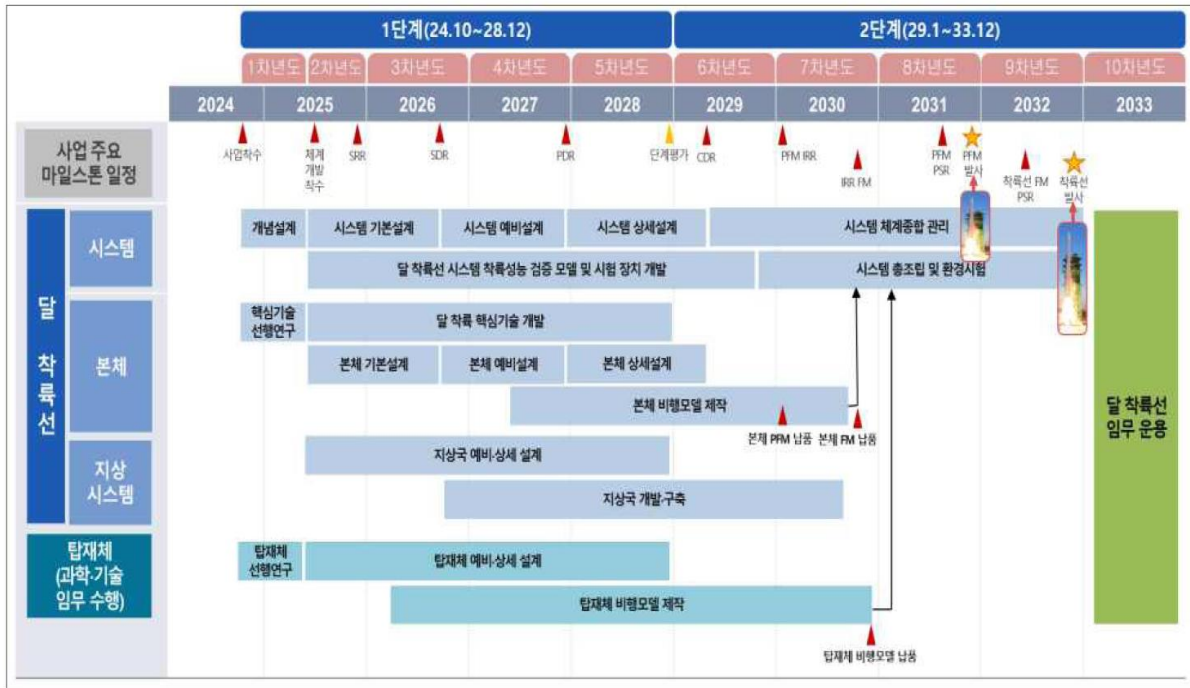 1단계(24.10~28.12)
2단계(29.1~33.12)
1차년도
2차년도
3차년도
4차년도
5차년도
6차년도
7차년도
8차년도
9차년도
10차년도
2024
2025
2026
2027
2028
2029
2030
2031
2032
2033
사업 주요
마일스톤 일정
사업착수
체계
개발
착수
SRR
SDR
PDR
단계평가
CDR
PFM IRR
IRR FM
PFM
PSR
PFM
발사
착륙선 FM
PSR
착륙선
발사
달 착륙선
시스템
개념설계
시스템 기본설계
시스템 예비설계
시스템 상세설계
시스템 체계종합 관리
달 착륙선 시스템 착륙성능 검증 모델 및 시험 장치 개발
시스템 총조립 및 환경시험
본체
핵심기술
선행연구
달 착륙 핵심기술 개발
본체 기본설계
본체 예비설계
본체 상세설계
본체 비행모델 제작
본체 PFM 납품
본체 FM 납품
지상
시스템
지상국 예비·상세 설계
지상국 개발·구축
탑재체
(과학·기술
임무 수행)
탑재체
선행연구
탑재체 예비·상세 설계
탑재체 비행모델 제작
탑재체 비행모델 납품
달 착륙선
임무 운용